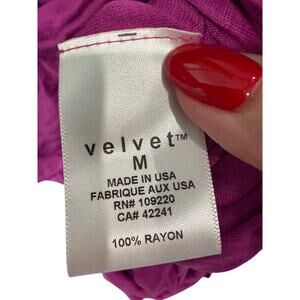 velvet™
M
MADE IN USA
FABRIQUE AUX USA
RN# 109220
CA# 42241
100% RAYON